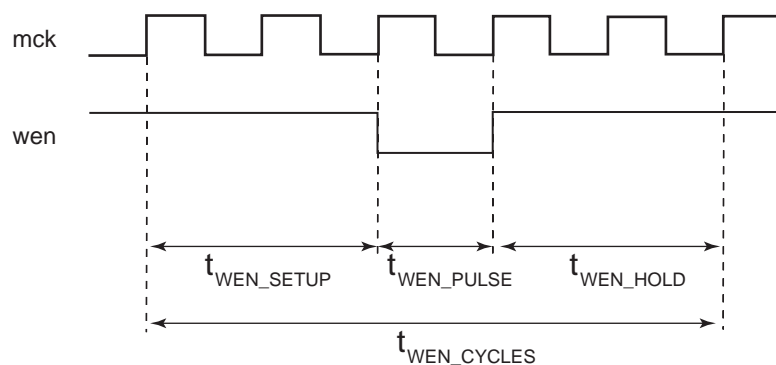 mck
wen
tWEN_SETUP
tWEN_PULSE
tWEN_HOLD
tWEN_CYCLES